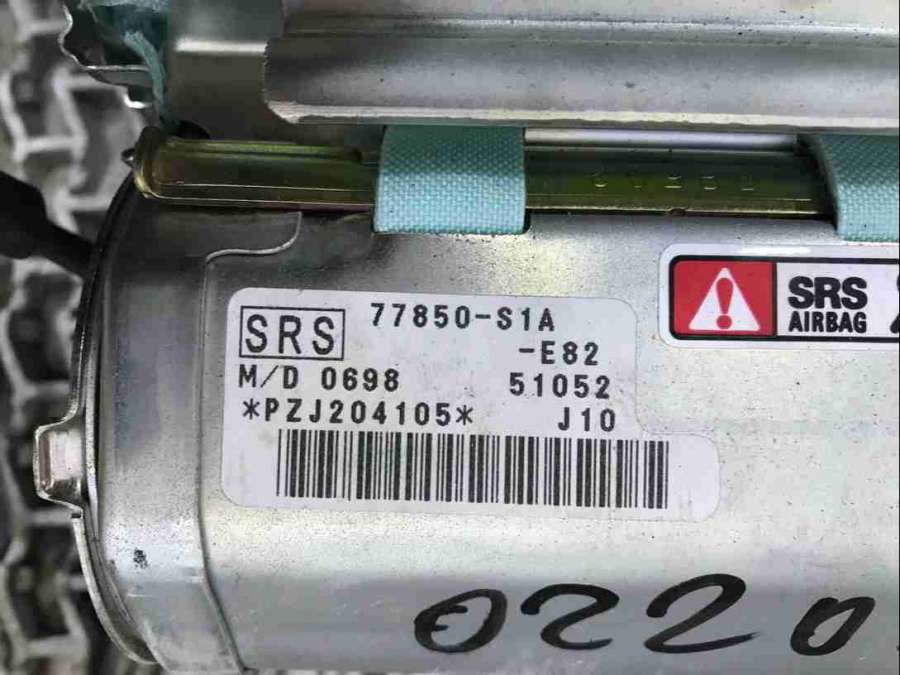 SRS 77850-S1A
-E82
M/D 0698 51052
*PZJ204105* J10
SRS
AIRBAG
0220